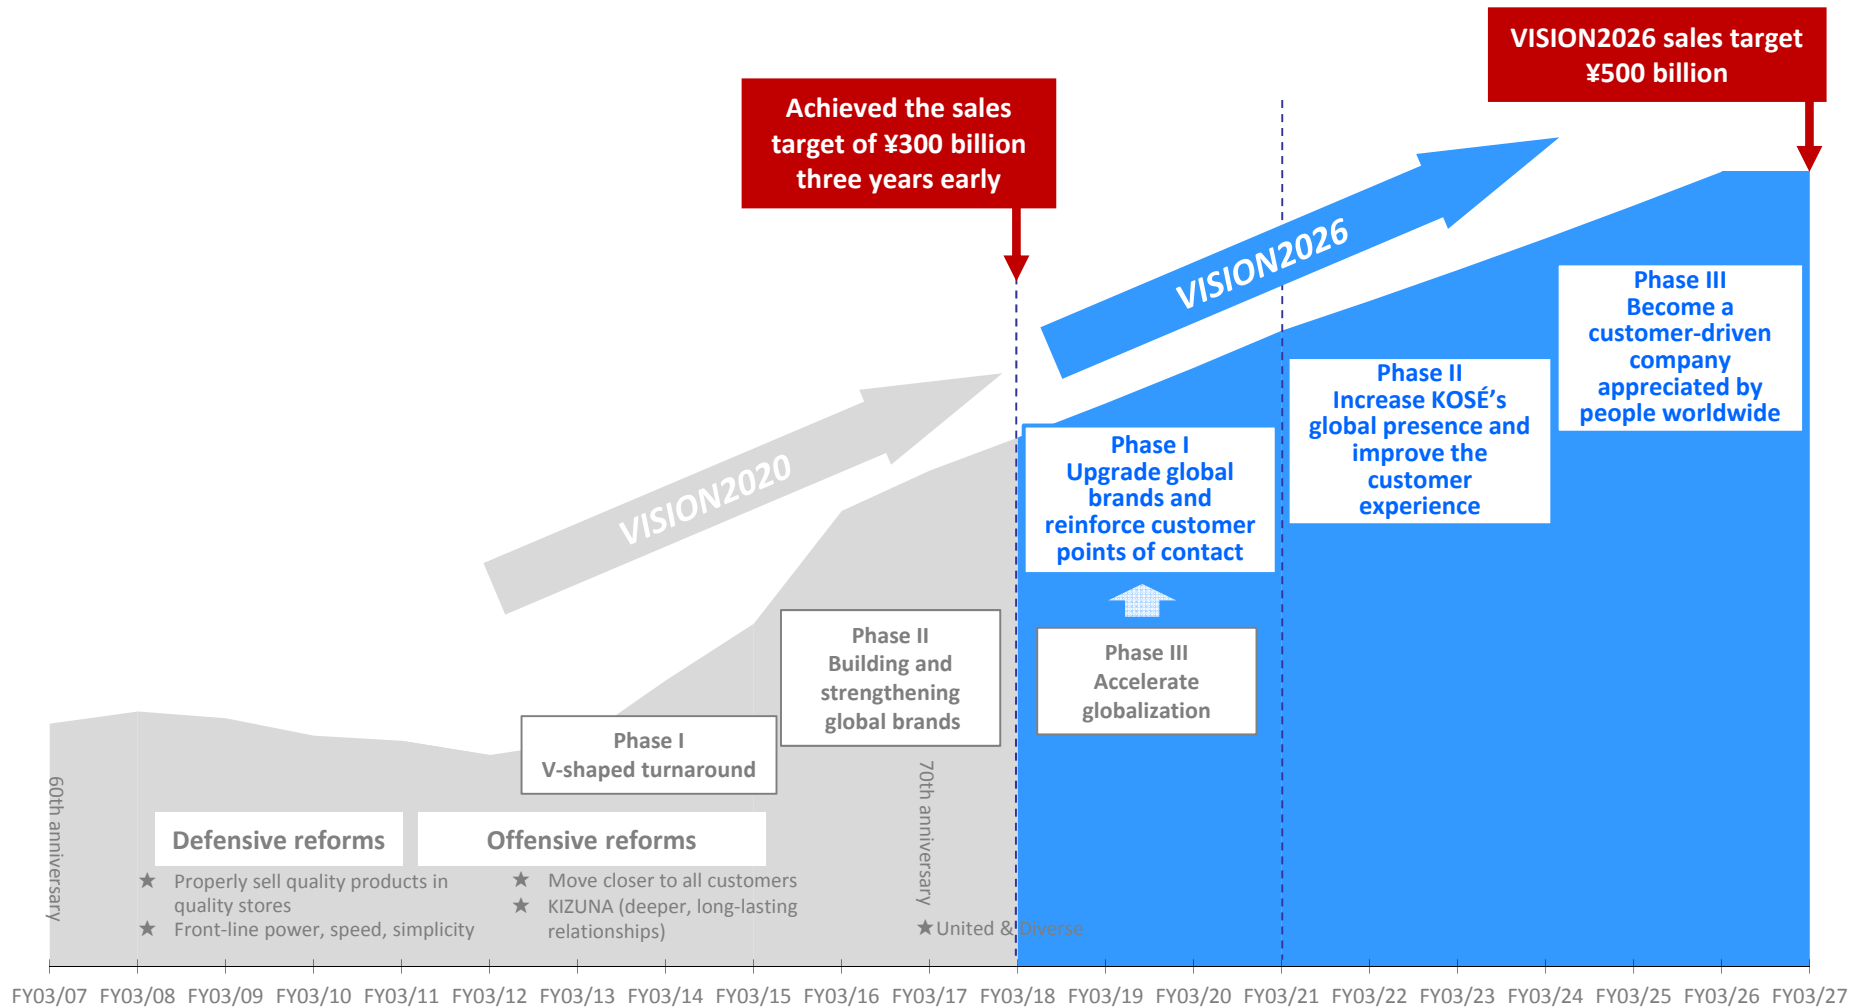 VISION2026 sales target
¥500 billion
Achieved the sales
target of ¥300 billion
three years early
VISION2026
VISION2020
Phase III
Become a
customer-driven
company
appreciated by
people worldwide
Phase II
Increase KOSÉ's
global presence and
improve the
customer
experience
Phase I
Upgrade global
brands and
reinforce customer
points of contact
Phase II
Building and
strengthening
global brands
Phase III
Accelerate
globalization
Phase I
V-shaped turnaround
60th anniversary
70th anniversary
Defensive reforms
★ Properly sell quality products in
quality stores
★ Front-line power, speed, simplicity
Offensive reforms
★ Move closer to all customers
★ KIZUNA (deeper, long-lasting
relationships)
★United & Diverse
FY03/07 FY03/08 FY03/09 FY03/10 FY03/11 FY03/12 FY03/13 FY03/14 FY03/15 FY03/16 FY03/17 FY03/18 FY03/19 FY03/20 FY03/21 FY03/22 FY03/23 FY03/24 FY03/25 FY03/26 FY03/27